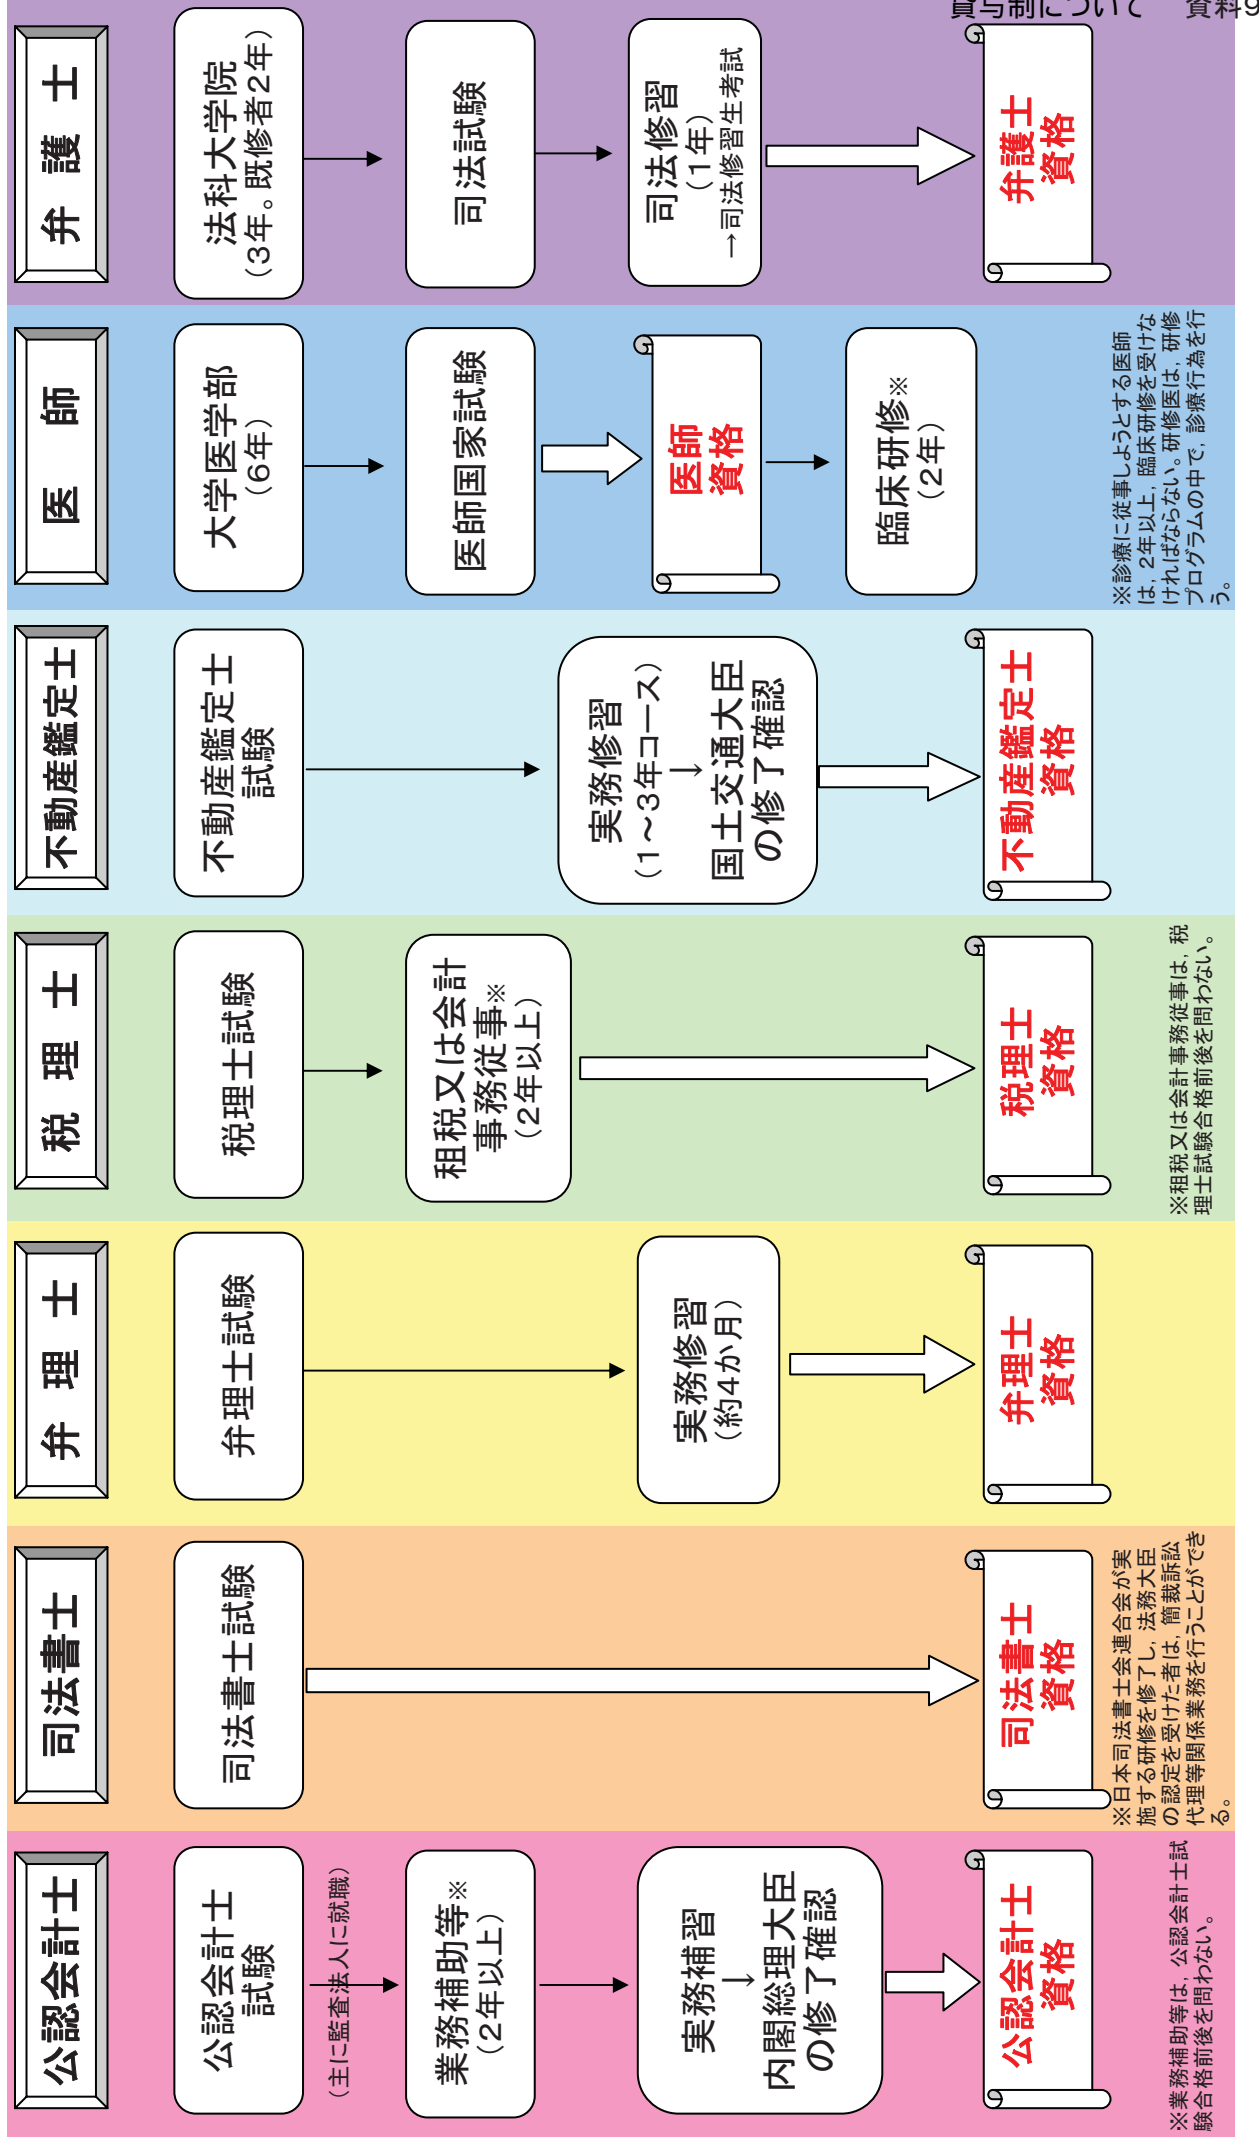 貸与制について　資料9
弁護士
法科大学院
(3年。既修者2年)
司法試験
司法修習
(1年)
→司法修習生考試
弁護士
資格
医師
大学医学部
(6年)
医師国家試験
医師
資格
臨床研修※
(2年)
※診療に従事しようとする医師
は，2年以上，臨床研修を受けな
ければならない。研修医は，研修
プログラムの中で，診療行為を行
う。
不動産鑑定士
不動産鑑定士
試験
実務修習
(1～3年コース)
↓
国土交通大臣
の修了確認
不動産鑑定士
資格
税理士
税理士試験
租税又は会計
事務従事※
(2年以上)
税理士
資格
※租税又は会計事務従事は，税
理士試験合格前後を問わない。
弁理士
弁理士試験
実務修習
(約4か月)
弁理士
資格
司法書士
司法書士試験
司法書士
資格
※日本司法書士会連合会が実
施する研修を修了し，法務大臣
の認定を受けた者は，簡裁訴訟
代理等関係業務を行うことができ
る。
公認会計士
公認会計士
試験
(主に監査法人に就職)
業務補助等※
(2年以上)
実務補習
↓
内閣総理大臣
の修了確認
公認会計士
資格
※業務補助等は，公認会計士試
験合格前後を問わない。